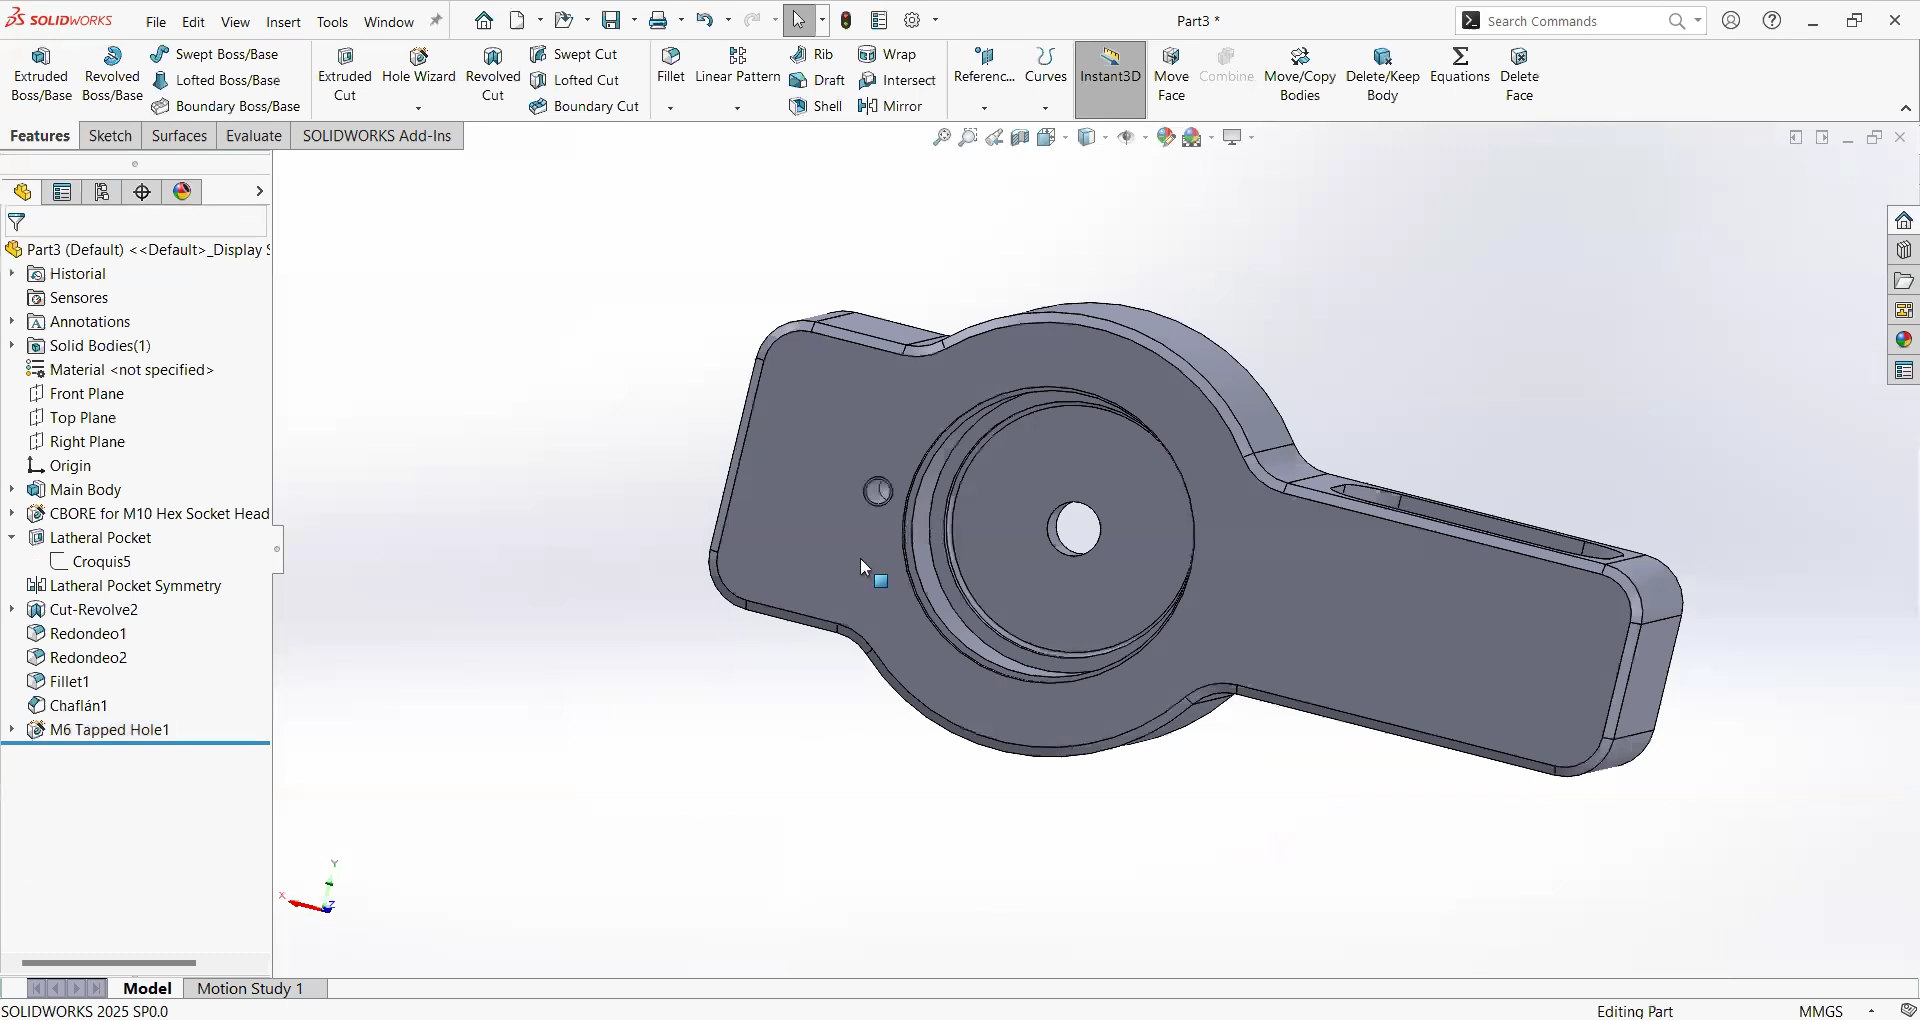 SOLIDWORKS File Edit View Insert Tools Window Part3 * Search Commands
Extruded Boss/Base
Revolved Boss/Base
Swept Boss/Base
Lofted Boss/Base
Boundary Boss/Base
Extruded Cut
Hole Wizard
Revolved Cut
Swept Cut
Lofted Cut
Boundary Cut
Fillet
Linear Pattern
Rib
Draft
Shell
Wrap
Intersect
Mirror
Referenc...
Curves
Instant3D
Move Face
Combine
Move/Copy Bodies
Delete/Keep Body
Equations
Delete Face
Features Sketch Surfaces Evaluate SOLIDWORKS Add-Ins
Part3 (Default) <<Default>_Display S
Historial
Sensores
Annotations
Solid Bodies(1)
Material <not specified>
Front Plane
Top Plane
Right Plane
Origin
Main Body
CBORE for M10 Hex Socket Head
Latheral Pocket
Croquis5
Latheral Pocket Symmetry
Cut-Revolve2
Redondeo1
Redondeo2
Fillet1
Chaflán1
M6 Tapped Hole1
Y
X
Z
Model Motion Study 1
SOLIDWORKS 2025 SP0.0 Editing Part MMGS